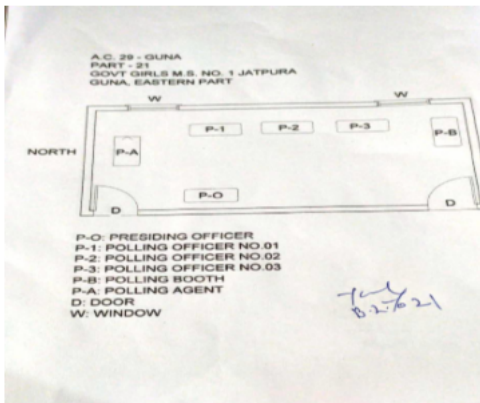 A.C. 29 - GUNA
PART - 21
GOVT GIRLS M.S. NO. 1 JATPURA
GUNA, EASTERN PART
W
W
P-1
P-2
P-3
P-B
NORTH
P-A
P-O
D
D
P-O: PRESIDING OFFICER
P-1: POLLING OFFICER NO.01
P-2: POLLING OFFICER NO.02
P-3: POLLING OFFICER NO.03
P-B: POLLING BOOTH
P-A: POLLING AGENT
D: DOOR
W: WINDOW